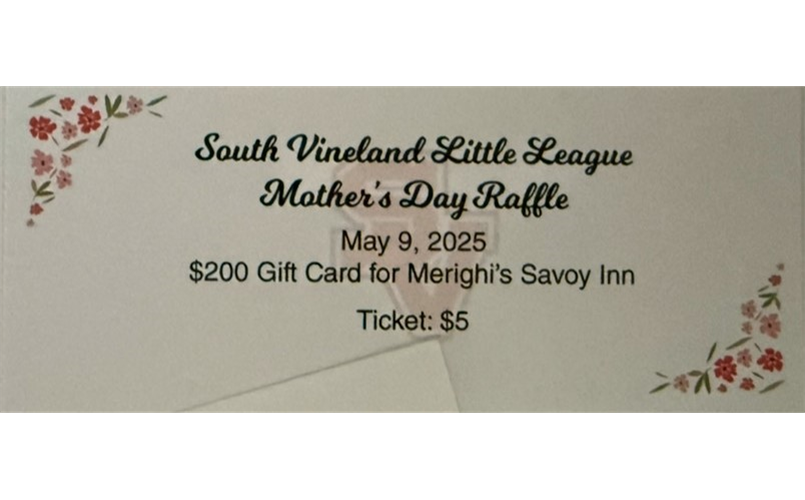 South Vineland Little League
Mother's Day Raffle
May 9, 2025
$200 Gift Card for Merighi's Savoy Inn
Ticket: $5